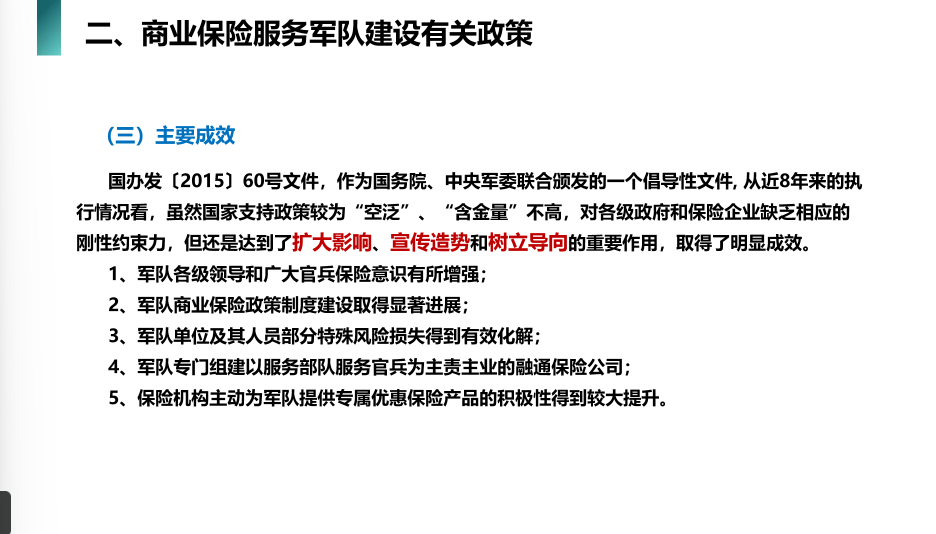 二、商业保险服务军队建设有关政策
（三）主要成效
国办发〔2015〕60号文件，作为国务院、中央军委联合颁发的一个倡导性文件, 从近8年来的执
行情况看，虽然国家支持政策较为“空泛”、“含金量”不高，对各级政府和保险企业缺乏相应的
刚性约束力，但还是达到了扩大影响、宣传造势和树立导向的重要作用，取得了明显成效。
1、军队各级领导和广大官兵保险意识有所增强；
2、军队商业保险政策制度建设取得显著进展；
3、军队单位及其人员部分特殊风险损失得到有效化解；
4、军队专门组建以服务部队服务官兵为主责主业的融通保险公司；
5、保险机构主动为军队提供专属优惠保险产品的积极性得到较大提升。